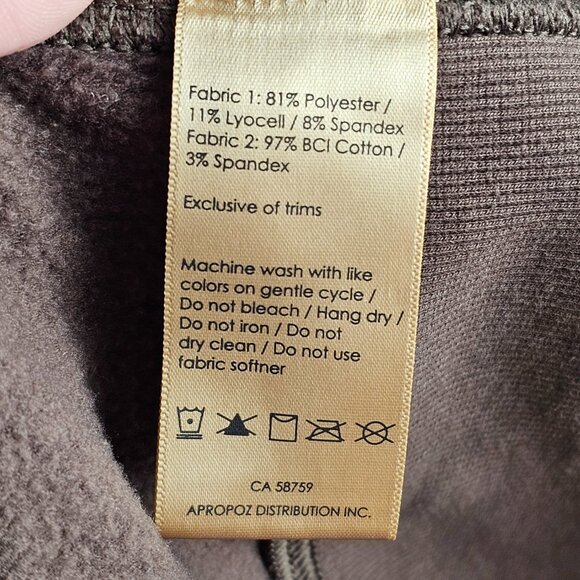 Fabric 1: 81% Polyester /
11% Lyocell / 8% Spandex
Fabric 2: 97% BCI Cotton /
3% Spandex
Exclusive of trims
Machine wash with like
colors on gentle cycle /
Do not bleach / Hang dry /
Do not iron / Do not
dry clean / Do not use
fabric softner
CA 58759
APROPOZ DISTRIBUTION INC.